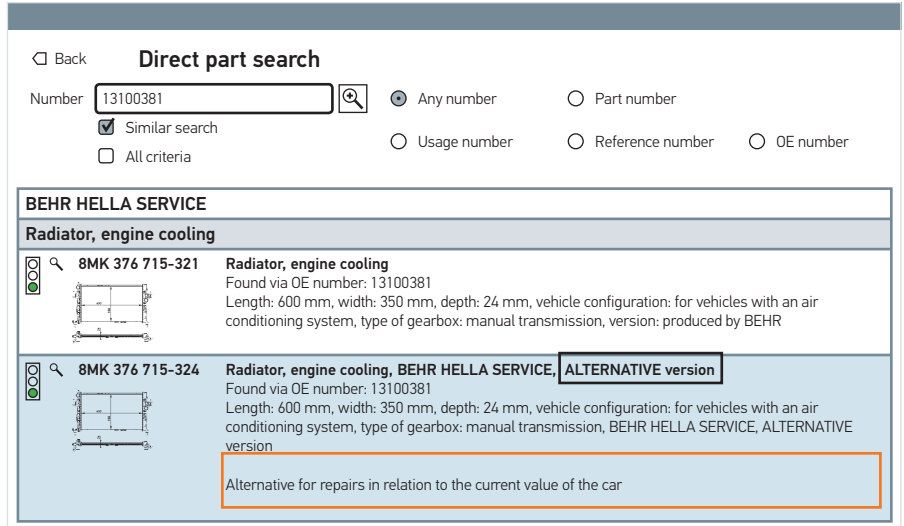 Back
Direct part search
Number 13100381
Any number
Part number
Similar search
Usage number
Reference number
OE number
All criteria
BEHR HELLA SERVICE
Radiator, engine cooling
8MK 376 715-321
Radiator, engine cooling
Found via OE number: 13100381
Length: 600 mm, width: 350 mm, depth: 24 mm, vehicle configuration: for vehicles with an air
conditioning system, type of gearbox: manual transmission, version: produced by BEHR
8MK 376 715-324
Radiator, engine cooling, BEHR HELLA SERVICE, ALTERNATIVE version
Found via OE number: 13100381
Length: 600 mm, width: 350 mm, depth: 24 mm, vehicle configuration: for vehicles with an air
conditioning system, type of gearbox: manual transmission, BEHR HELLA SERVICE, ALTERNATIVE
version
Alternative for repairs in relation to the current value of the car